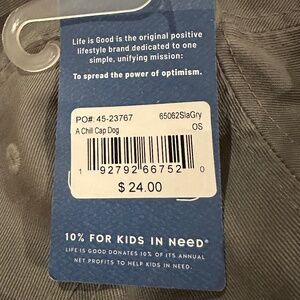 Life is Good is the original positive
lifestyle brand dedicated to one
simple, unifying mission:
To spread the power of optimism.
PO#: 45-23767 65062SlaGry
A Chill Cap Dog OS
1 92792 66752 0
$ 24.00
10% FOR KIDS IN NEED®
LIFE IS GOOD DONATES 10% OF ITS ANNUAL
NET PROFITS TO HELP KIDS IN NEED.